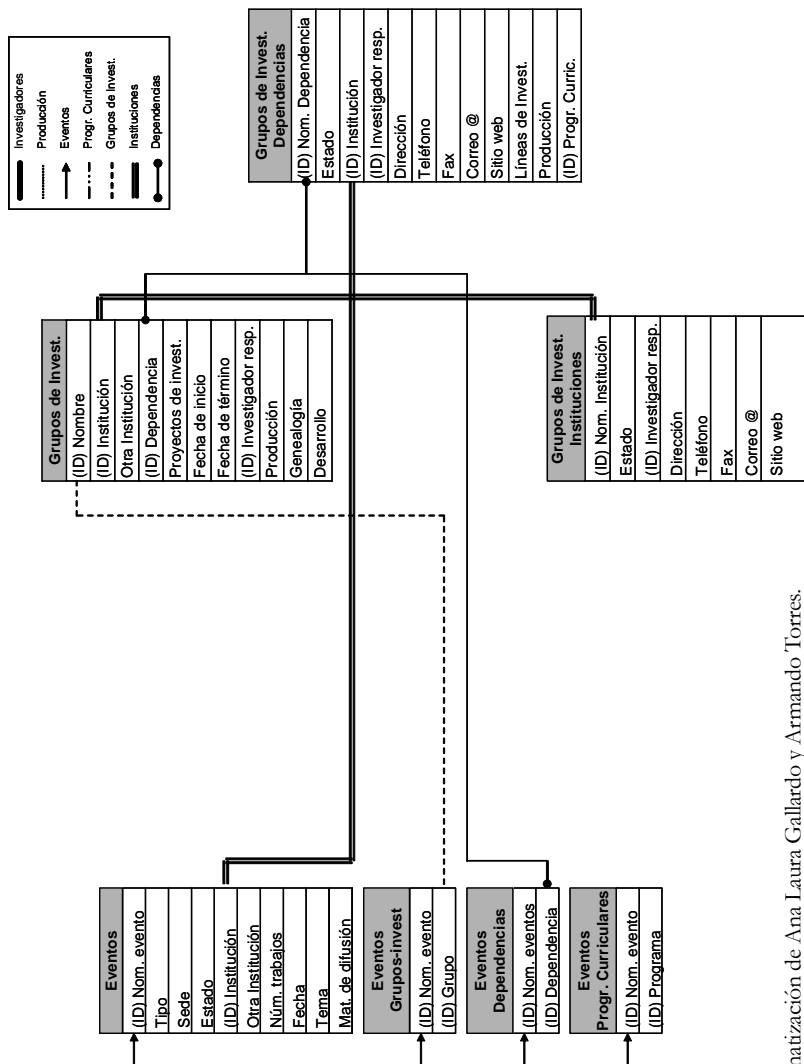 Investigadores
Producción
Eventos
Progr. Curriculares
Grupos de Invest.
Instituciones
Dependencias
Grupos de Invest.
Dependencias
(ID) Nom. Dependencia
Estado
(ID) Institución
(ID) Investigador resp.
Dirección
Teléfono
Fax
Correo @
Sitio web
Líneas de Invest.
Producción
(ID) Progr. Curric.
Grupos de Invest.
(ID) Nombre
(ID) Institución
Otra Institución
(ID) Dependencia
Proyectos de invest.
Fecha de inicio
Fecha de término
(ID) Investigador resp.
Producción
Genealogía
Desarrollo
Grupos de Invest.
Instituciones
(ID) Nom. Institución
Estado
(ID) Investigador resp.
Dirección
Teléfono
Fax
Correo @
Sitio web
Eventos
(ID) Nom. evento
Tipo
Sede
Estado
(ID) Institución
Otra Institución
Núm. trabajos
Fecha
Tema
Mat. de difusión
Eventos
Grupos-invest
(ID) Nom. evento
(ID) Grupo
Eventos
Dependencias
(ID) Nom. eventos
(ID) Dependencia
Eventos
Progr. Curriculares
(ID) Nom. evento
(ID) Programa
matización de Ana Laura Gallardo y Armando Torres.